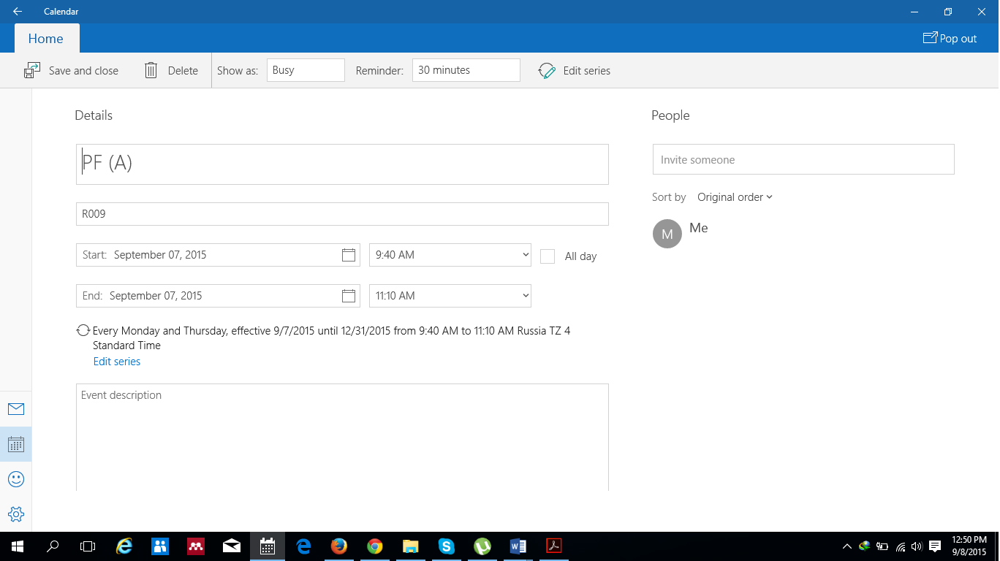 Calendar
Home
Pop out
Save and close
Delete
Show as:
Busy
Reminder:
30 minutes
Edit series
Details
People
PF (A)
Invite someone
R009
Sort by
Original order
M
Me
Start: September 07, 2015
9:40 AM
All day
End: September 07, 2015
11:10 AM
Every Monday and Thursday, effective 9/7/2015 until 12/31/2015 from 9:40 AM to 11:10 AM Russia TZ 4
Standard Time
Edit series
Event description
12:50 PM
9/8/2015